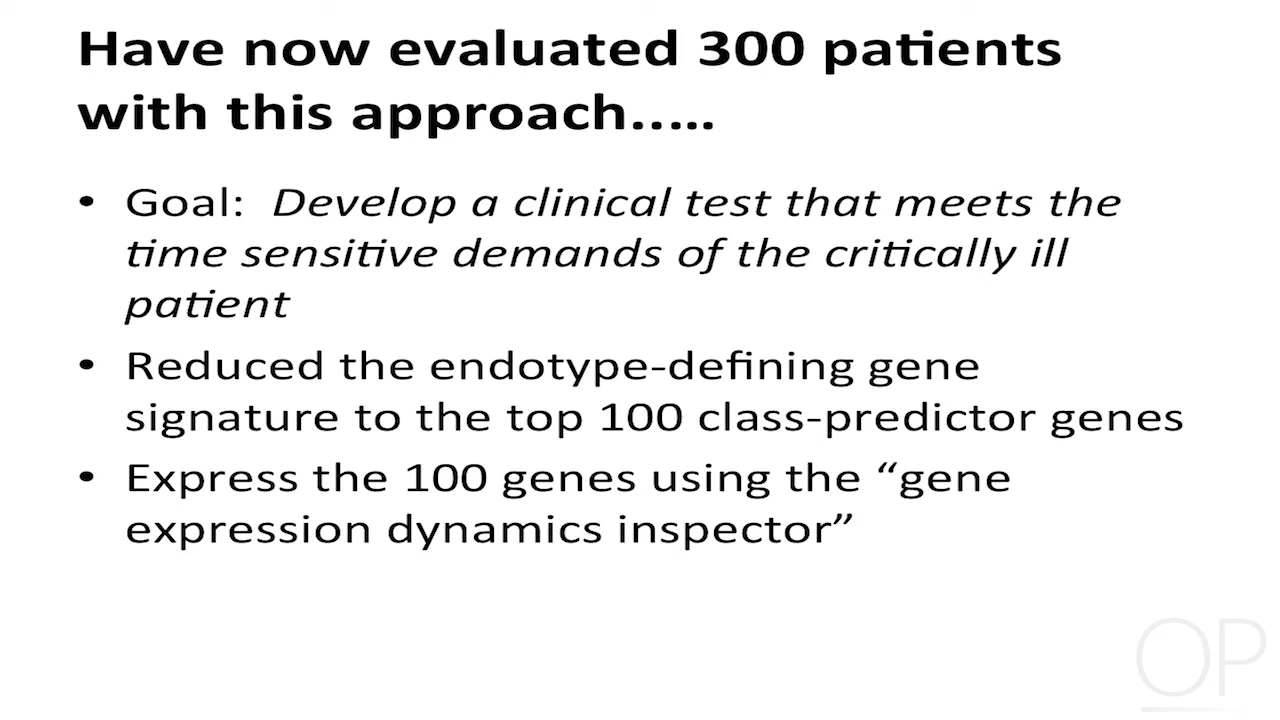 Have now evaluated 300 patients
with this approach.....
• Goal: Develop a clinical test that meets the
time sensitive demands of the critically ill
patient
• Reduced the endotype-defining gene
signature to the top 100 class-predictor genes
• Express the 100 genes using the “gene
expression dynamics inspector”
OP